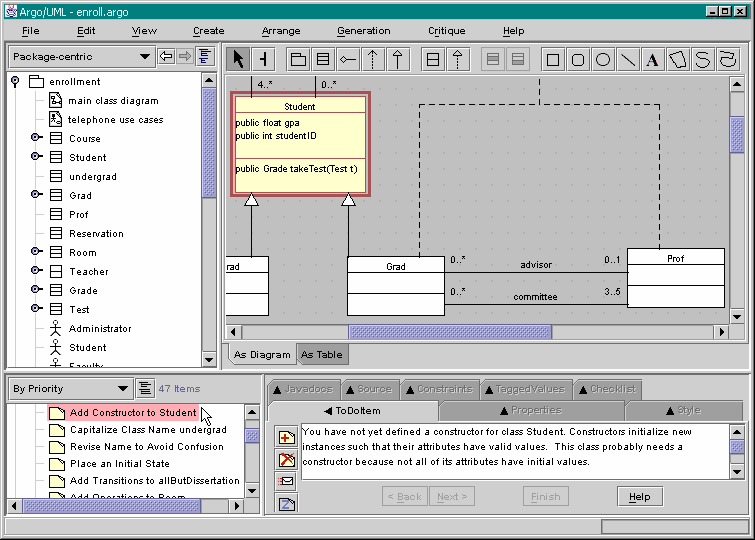 Argo/UML - enroll.argo
File Edit View Create Arrange Generation Critique Help
Package-centric
A
enrollment
main class diagram
telephone use cases
Course
Student
undergrad
Grad
Prof
Reservation
Room
Teacher
Grade
Test
Administrator
Student
Faculty
4..* 0..*
Student
public float gpa
public int studentID
public Grade takeTest(Test t)
rad
Grad
0..* advisor 0..1
0..* committee 3..5
Prof
As Diagram As Table
By Priority 47 Items
Add Constructor to Student
Capitalize Class Name undergrad
Revise Name to Avoid Confusion
Place an Initial State
Add Transitions to allButDissertation
Add Operations to Room
Javadocs Source Constraints TaggedValues Checklist
ToDoItem Properties Style
You have not yet defined a constructor for class Student. Constructors initialize new
instances such that their attributes have valid values. This class probably needs a
constructor because not all of its attributes have initial values.
< Back Next > Finish Help